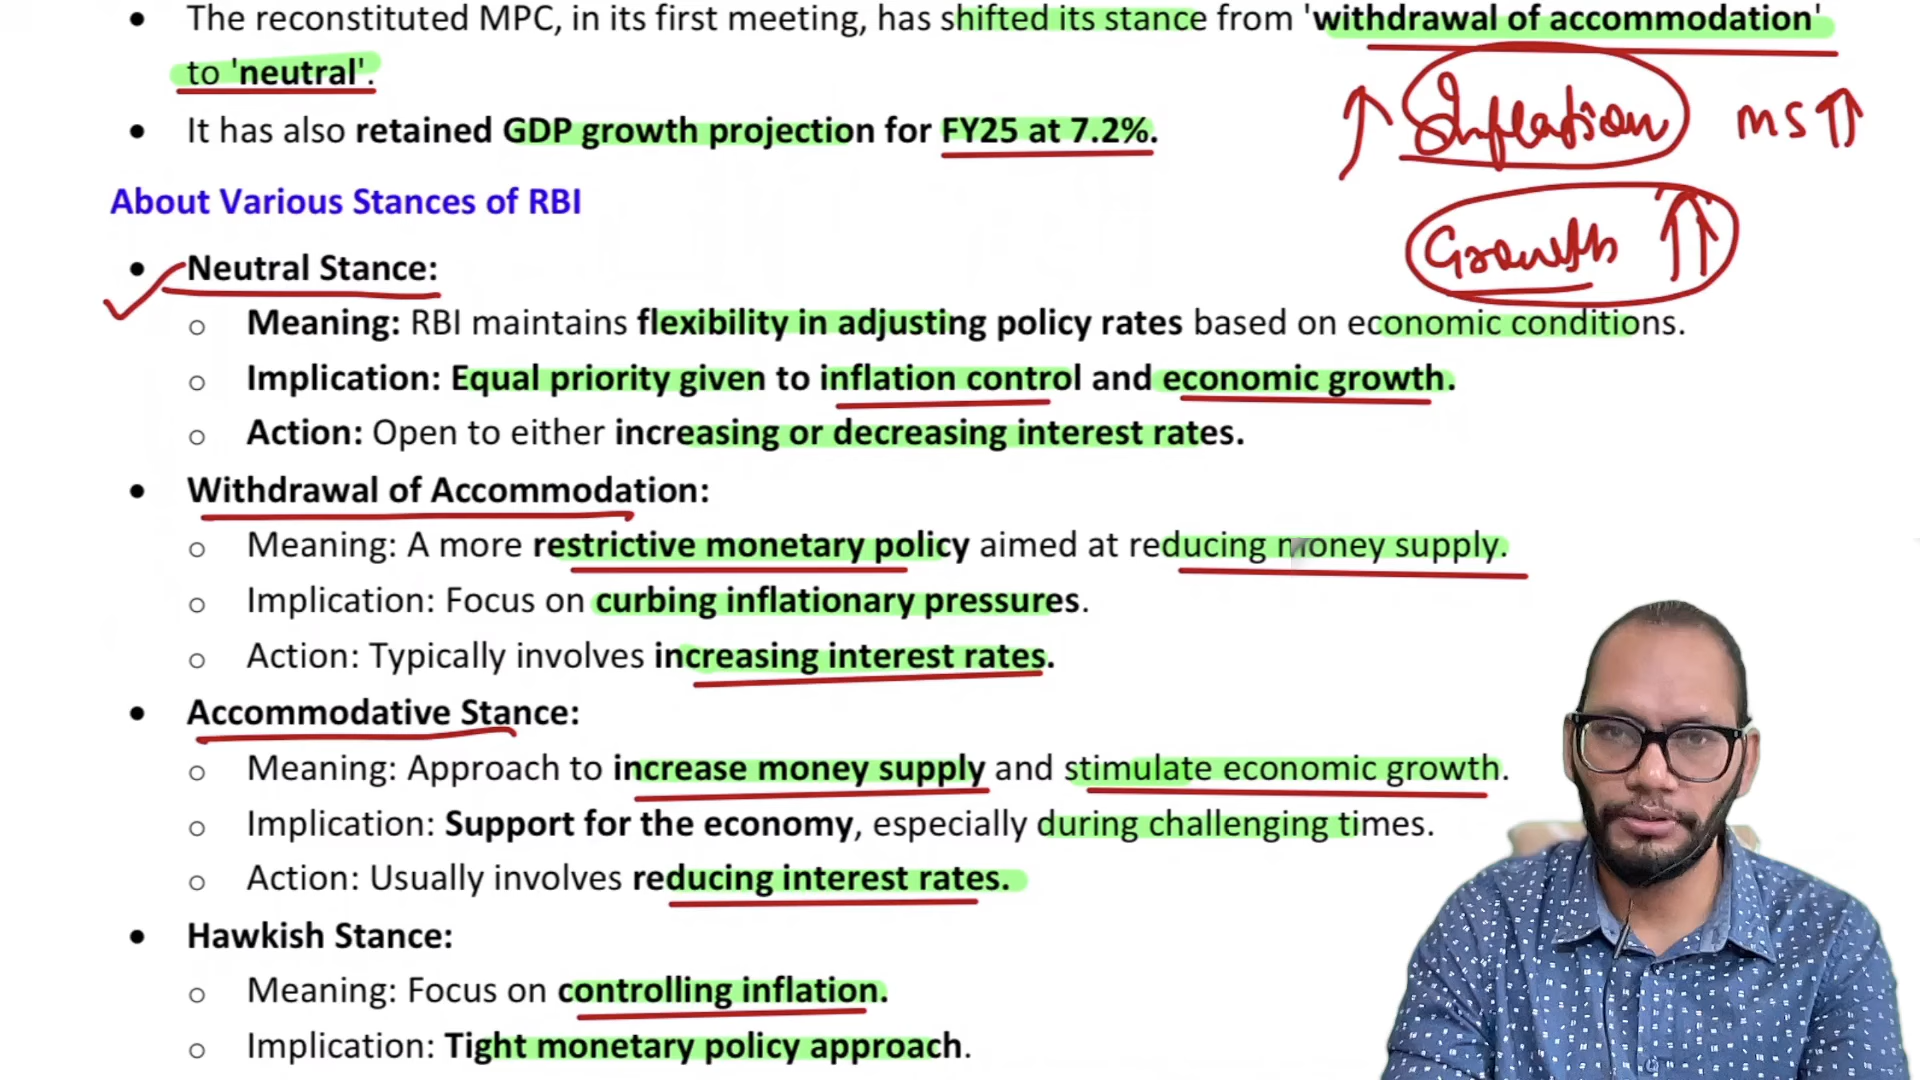 • The reconstituted MPC, in its first meeting, has shifted its stance from 'withdrawal of accommodation'
to 'neutral'.
↑ Inflation MS ↑
• It has also retained GDP growth projection for FY25 at 7.2%.
About Various Stances of RBI
Growth ↑↑
• Neutral Stance:
○ Meaning: RBI maintains flexibility in adjusting policy rates based on economic conditions.
○ Implication: Equal priority given to inflation control and economic growth.
○ Action: Open to either increasing or decreasing interest rates.
• Withdrawal of Accommodation:
○ Meaning: A more restrictive monetary policy aimed at reducing money supply.
○ Implication: Focus on curbing inflationary pressures.
○ Action: Typically involves increasing interest rates.
• Accommodative Stance:
○ Meaning: Approach to increase money supply and stimulate economic growth.
○ Implication: Support for the economy, especially during challenging times.
○ Action: Usually involves reducing interest rates.
• Hawkish Stance:
○ Meaning: Focus on controlling inflation.
○ Implication: Tight monetary policy approach.